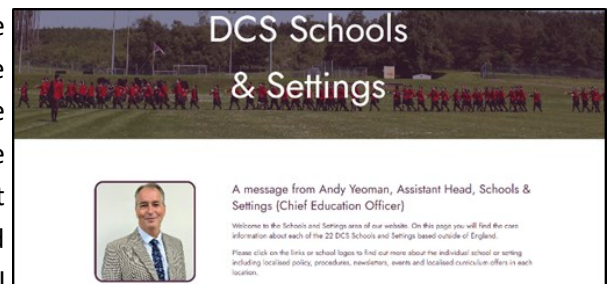 DCS Schools
& Settings
A message from Andy Yeoman, Assistant Head, Schools &
Settings (Chief Education Officer)
Welcome to the Schools and Settings area of our website. On this page you will find the core
information about each of the 22 DCS Schools and Settings based outside of England.
Please click on the links or school logos to find out more about the individual school or setting
including localised policy, procedures, newsletters, events and localised curriculum offers in each
location.